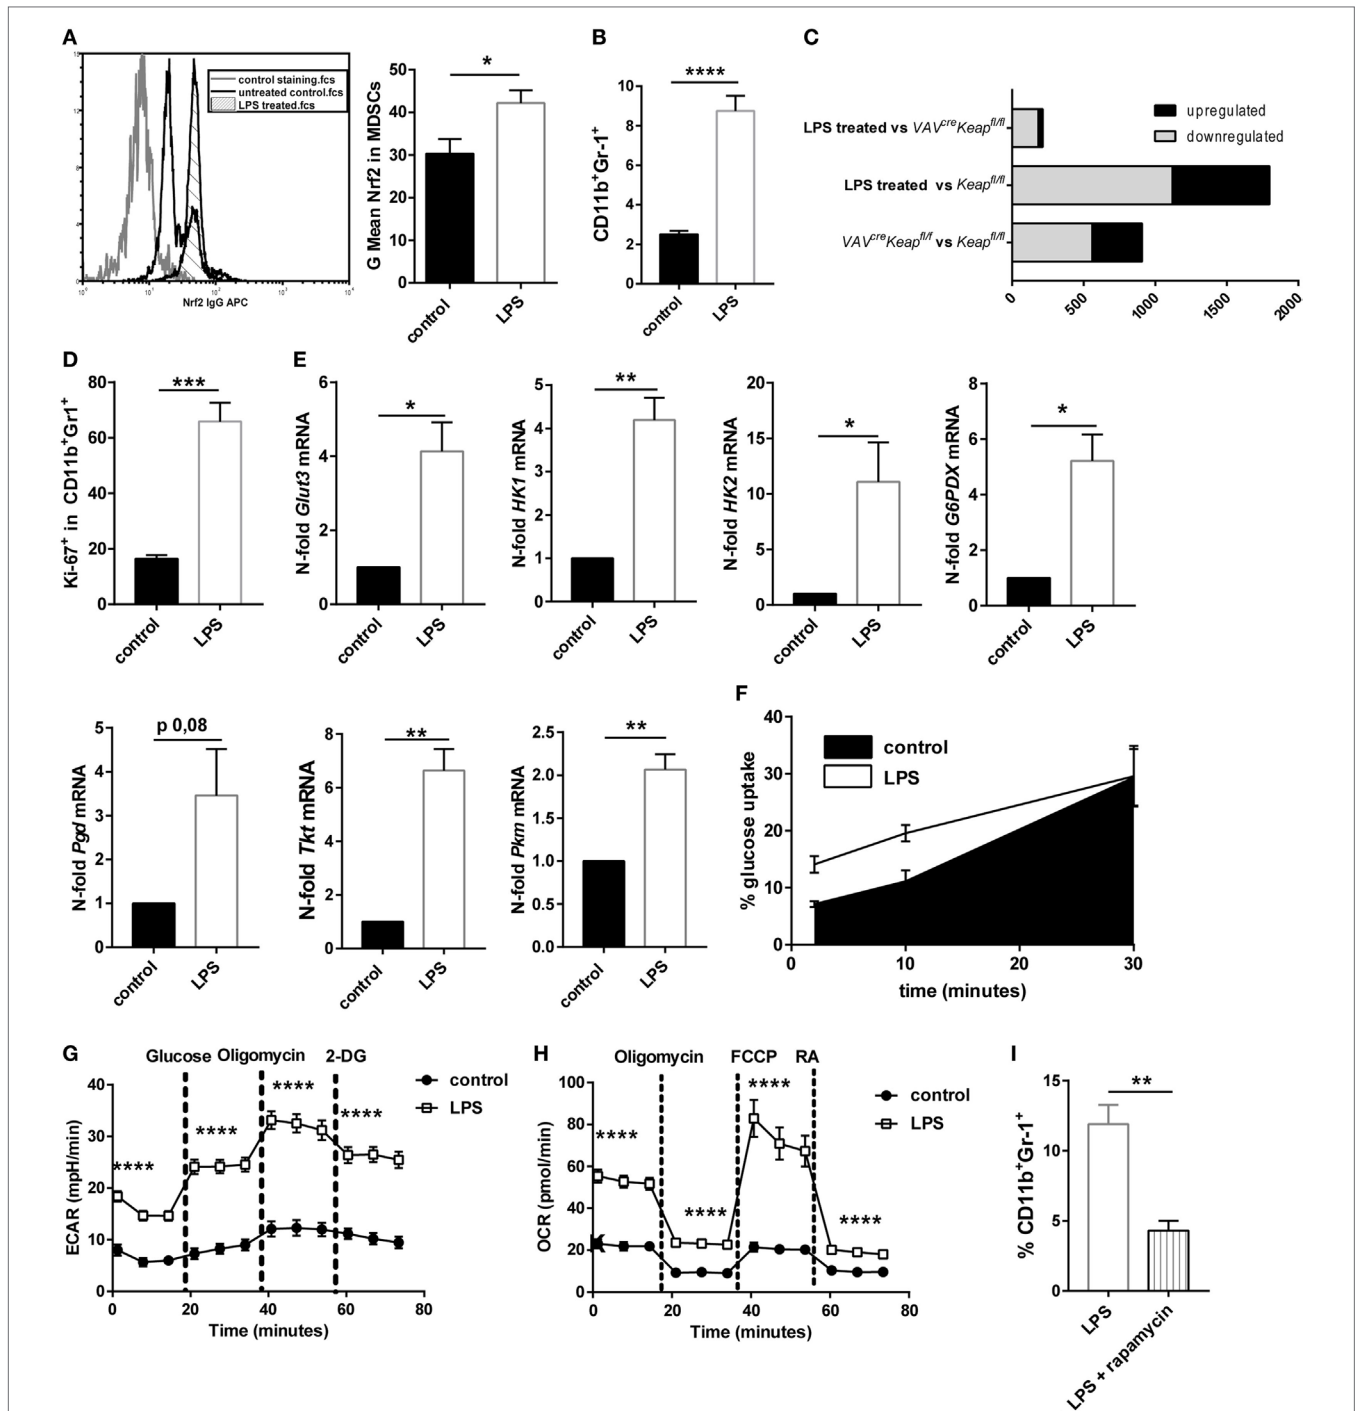 A
control staining.fcs
untreated control.fcs
LPS treated.fcs
Nrf2 IgG APC
G Mean Nrf2 in MDSCs
50
40
30
20
10
0
*
control
LPS
B
CD11b+Gr-1+
10
8
6
4
2
0
****
control
LPS
C
upregulated
downregulated
LPS treated vs VAVcreKeapfl/fl
LPS treated vs Keapfl/fl
VAVcreKeapfl/f vs Keapfl/fl
0
500
1000
1500
2000
D
Ki-67+ in CD11b+Gr1+
80
60
40
20
0
***
control
LPS
E
N-fold Glut3 mRNA
6
4
2
0
*
control
LPS
N-fold HK1 mRNA
5
4
3
2
1
0
**
control
LPS
N-fold HK2 mRNA
20
15
10
5
0
*
control
LPS
N-fold G6PDX mRNA
8
6
4
2
0
*
control
LPS
N-fold Pgd mRNA
5
4
3
2
1
0
p 0,08
control
LPS
N-fold Tkt mRNA
8
6
4
2
0
**
control
LPS
N-fold Pkm mRNA
2.5
2.0
1.5
1.0
0.5
0.0
**
control
LPS
F
% glucose uptake
40
30
20
10
0
control
LPS
0 10 20 30
time (minutes)
G
Glucose Oligomycin 2-DG
control
LPS
ECAR (mpH/min)
40
30
20
10
0
**** **** **** ****
0 20 40 60 80
Time (minutes)
H
Oligomycin FCCP RA
control
LPS
OCR (pmol/min)
100
80
60
40
20
0
**** **** **** ****
0 20 40 60 80
Time (minutes)
I
% CD11b+Gr-1+
15
10
5
0
**
LPS
LPS + rapamycin